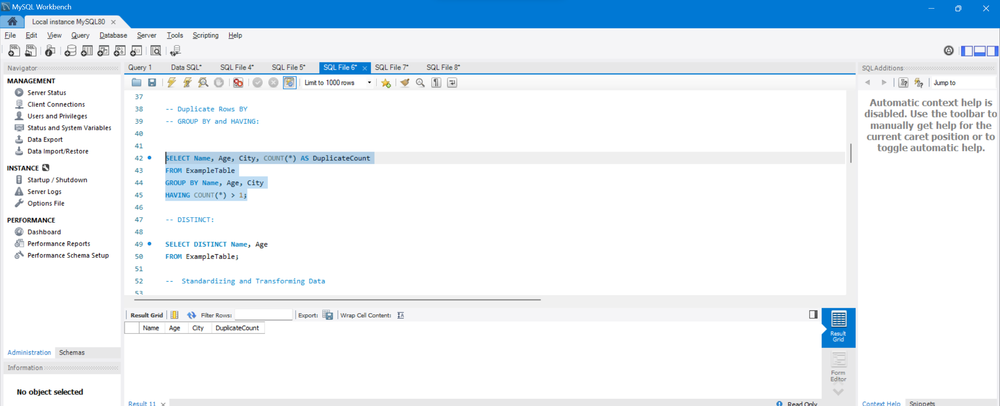 MySQL Workbench
Local instance MySQL80
File Edit View Query Database Server Tools Scripting Help
Navigator
MANAGEMENT
Server Status
Client Connections
Users and Privileges
Status and System Variables
Data Export
Data Import/Restore
INSTANCE
Startup / Shutdown
Server Logs
Options File
PERFORMANCE
Dashboard
Performance Reports
Performance Schema Setup
Administration Schemas
Information
No object selected
Query 1 Data SQL* SQL File 4* SQL File 5* SQL File 6* SQL File 7* SQL File 8*
Limit to 1000 rows
37
38 -- Duplicate Rows BY
39 -- GROUP BY and HAVING:
40
41
42 SELECT Name, Age, City, COUNT(*) AS DuplicateCount
43 FROM ExampleTable
44 GROUP BY Name, Age, City
45 HAVING COUNT(*) > 1;
46
47 -- DISTINCT:
48
49 SELECT DISTINCT Name, Age
50 FROM ExampleTable;
51
52 -- Standardizing and Transforming Data
53
Result Grid Filter Rows: Export: Wrap Cell Content:
Name Age City DuplicateCount
Result Grid
Form Editor
Result 11
Read Only
SQLAdditions
Jump to
Automatic context help is
disabled. Use the toolbar to
manually get help for the
current caret position or to
toggle automatic help.
Context Help Snippets